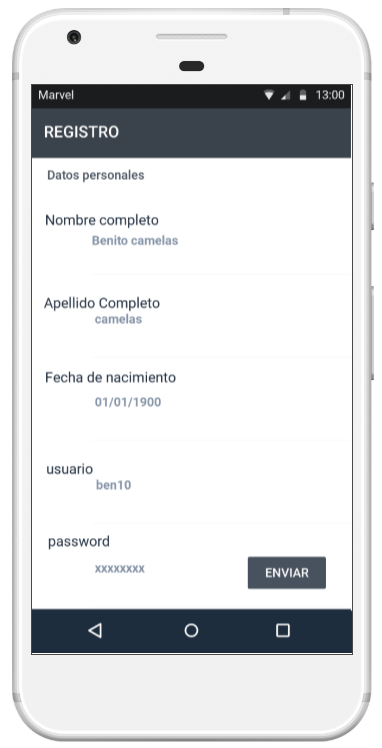 Marvel 13:00
REGISTRO
Datos personales
Nombre completo
Benito camelas
Apellido Completo
camelas
Fecha de nacimiento
01/01/1900
usuario
ben10
password
xxxxxxxx
ENVIAR